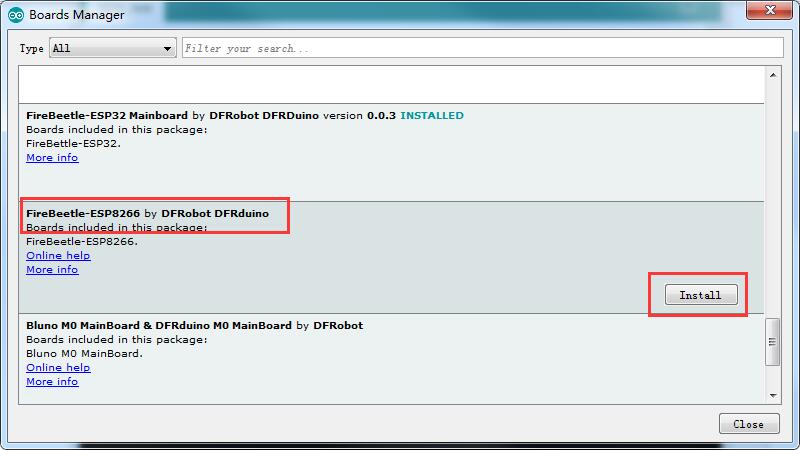 Boards Manager
Type All Filter your search...
FireBeetle-ESP32 Mainboard by DFRobot DFRDuino version 0.0.3 INSTALLED
Boards included in this package:
FireBettle-ESP32.
More info
FireBeetle-ESP8266 by DFRobot DFRduino
Boards included in this package:
FireBeetle-ESP8266.
Online help
More info
Install
Bluno M0 MainBoard & DFRduino M0 MainBoard by DFRobot
Boards included in this package:
Bluno M0 MainBoard.
Online help
More info
Close